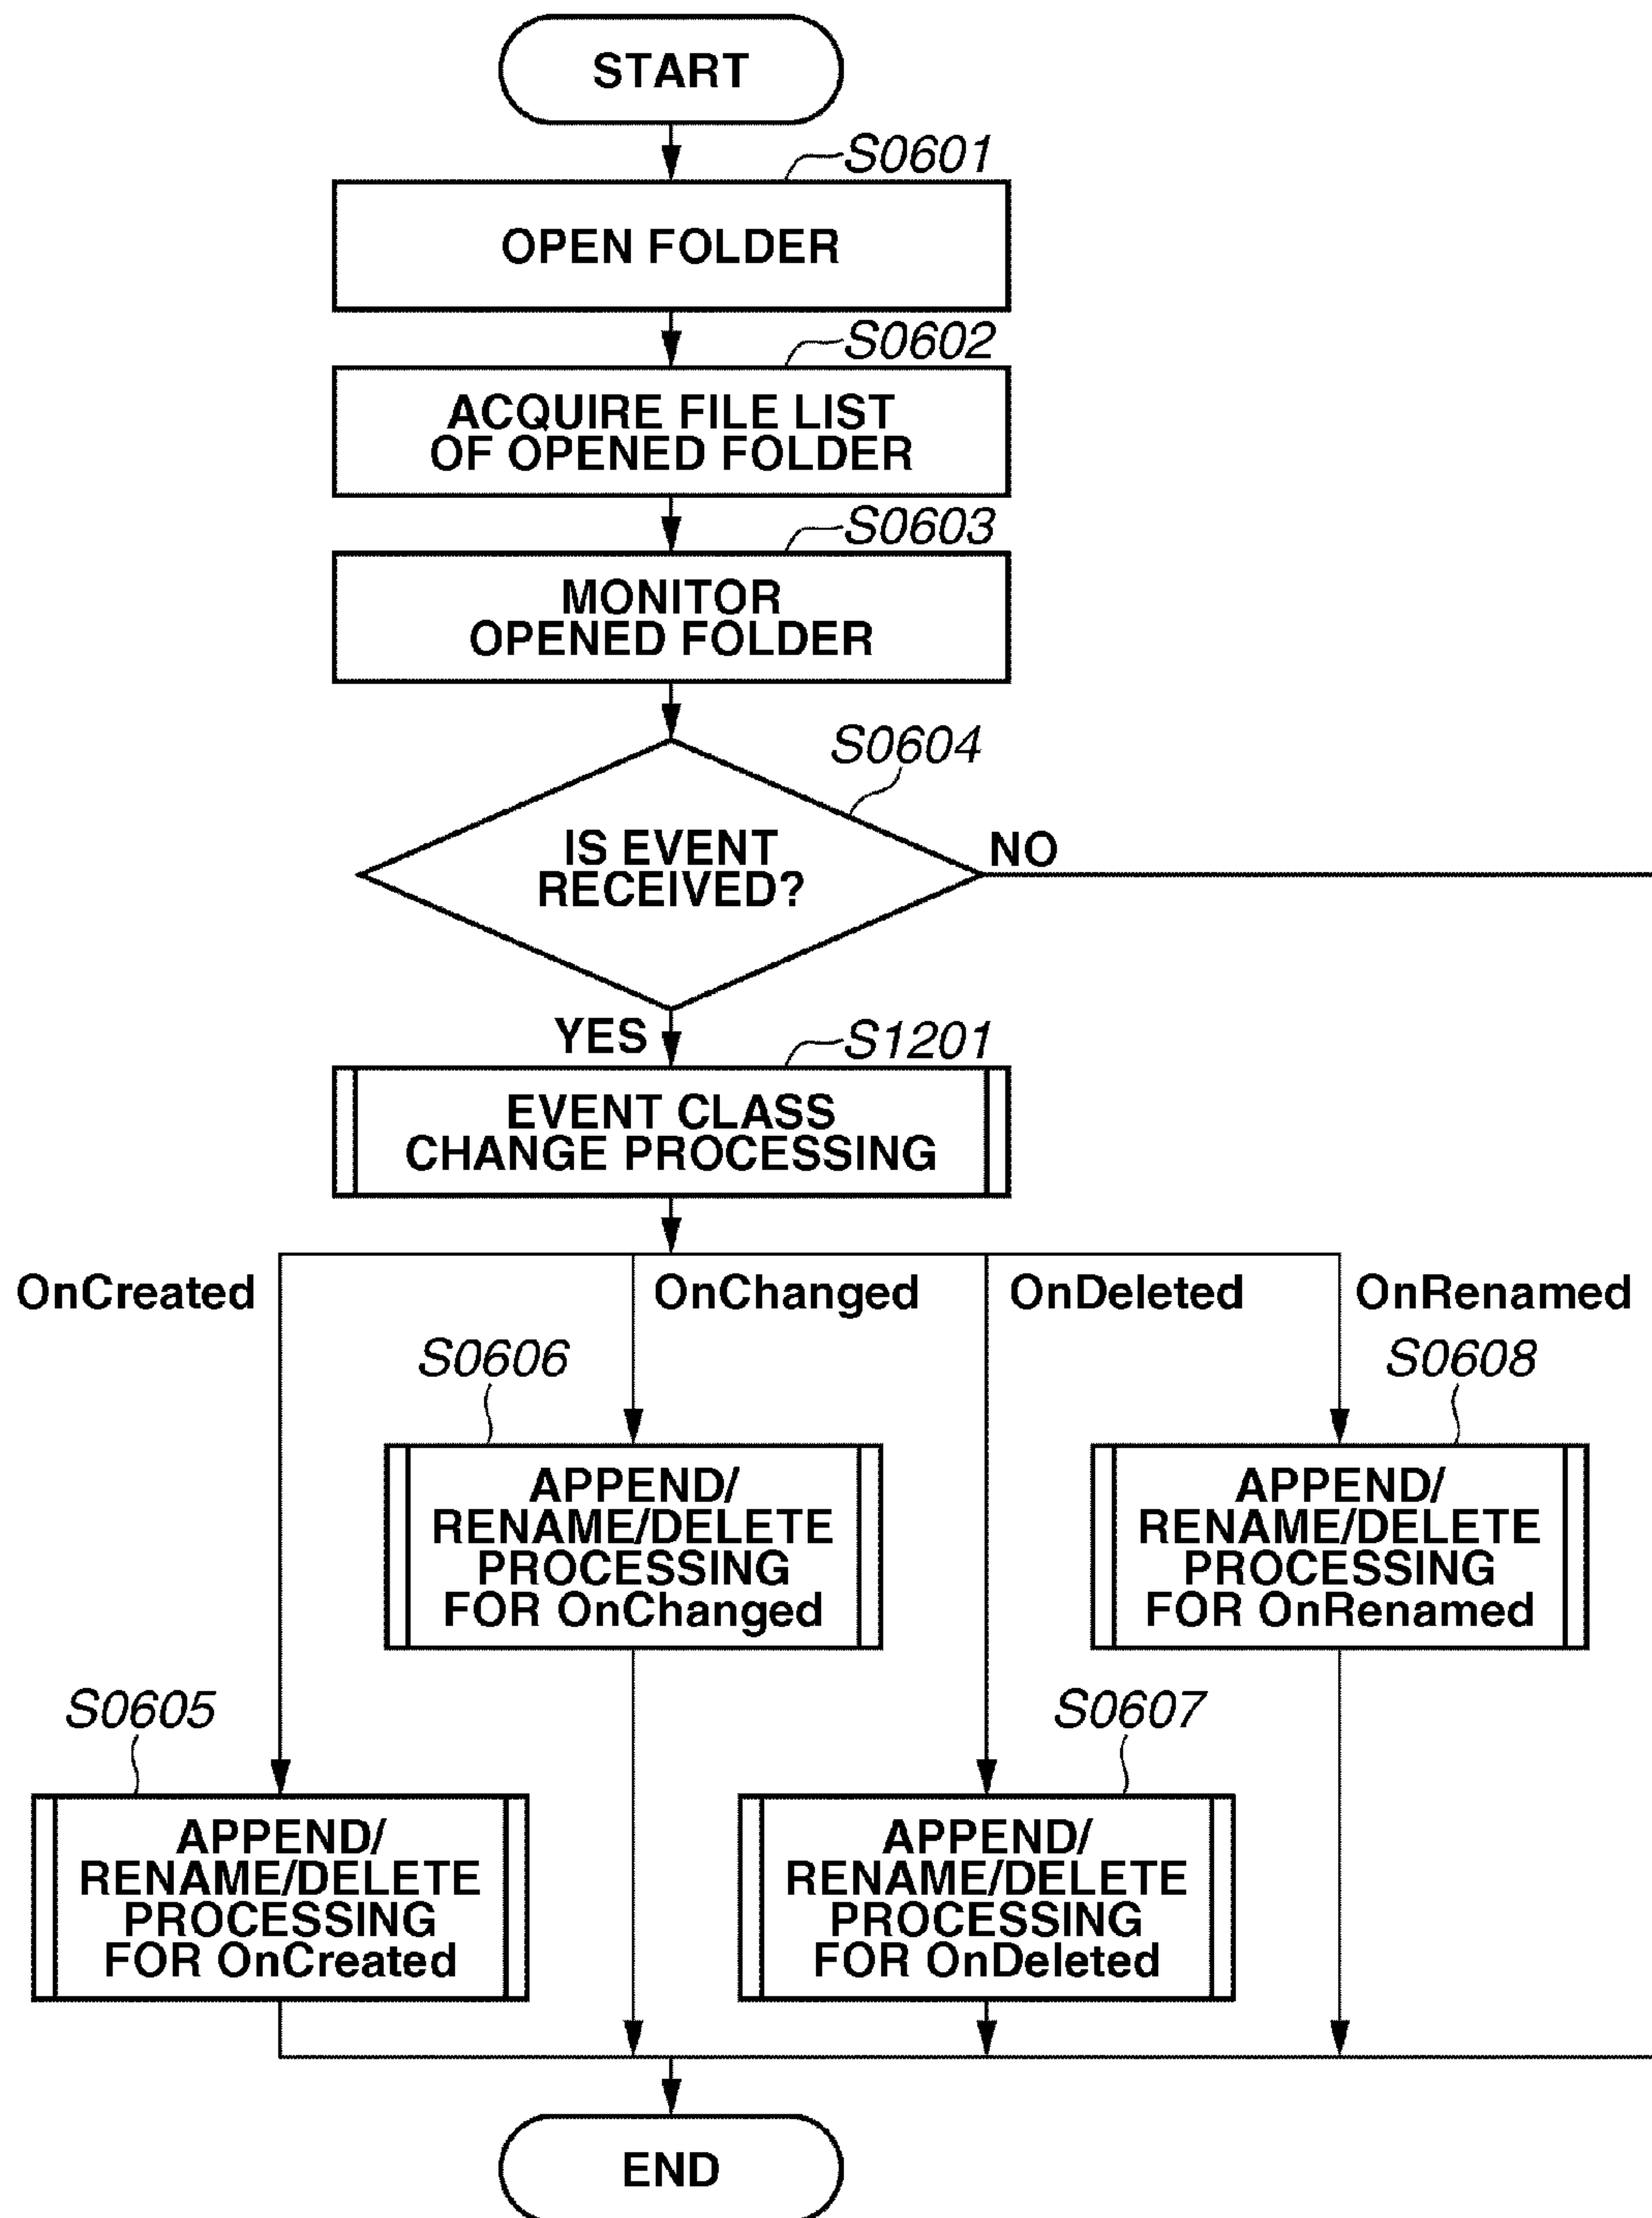 START
S0601
OPEN FOLDER
S0602
ACQUIRE FILE LIST
OF OPENED FOLDER
S0603
MONITOR
OPENED FOLDER
S0604
IS EVENT
RECEIVED?
NO
YES
S1201
EVENT CLASS
CHANGE PROCESSING
OnCreated
OnChanged
OnDeleted
OnRenamed
S0606
S0608
APPEND/
RENAME/DELETE
PROCESSING
FOR OnChanged
APPEND/
RENAME/DELETE
PROCESSING
FOR OnRenamed
S0605
S0607
APPEND/
RENAME/DELETE
PROCESSING
FOR OnCreated
APPEND/
RENAME/DELETE
PROCESSING
FOR OnDeleted
END